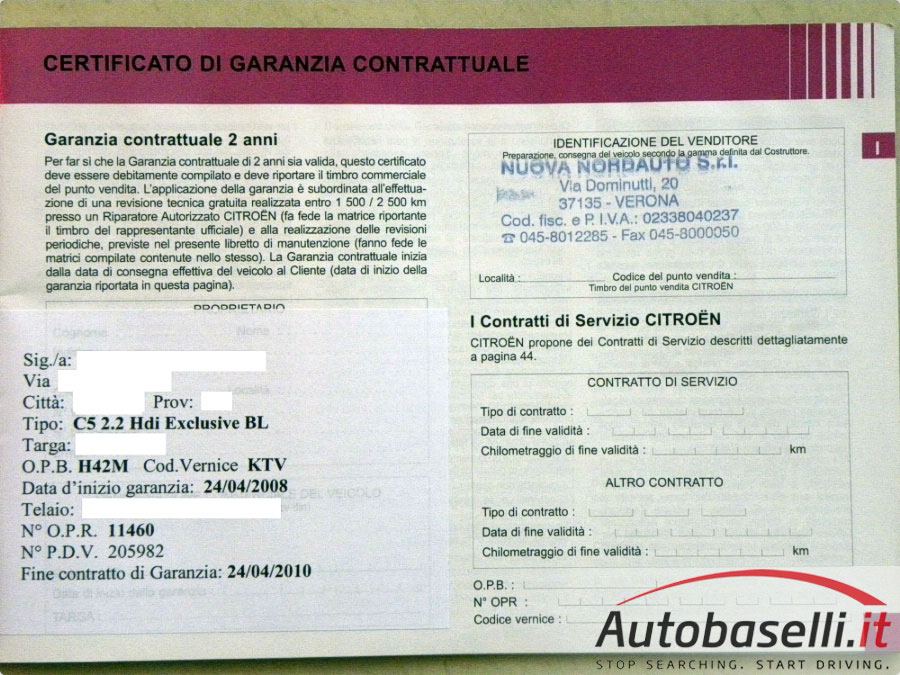 CERTIFICATO DI GARANZIA CONTRATTUALE
Garanzia contrattuale 2 anni
Per far sì che la Garanzia contrattuale di 2 anni sia valida, questo certificato
deve essere debitamente compilato e deve riportare il timbro commerciale
del punto vendita. L'applicazione della garanzia è subordinata all'effettua-
zione di una revisione tecnica gratuita realizzata entro 1 500 / 2 500 km
presso un Riparatore Autorizzato CITROËN (fa fede la matrice riportante
il timbro del rappresentante ufficiale) e alla realizzazione delle revisioni
periodiche, previste nel presente libretto di manutenzione (fanno fede le
matrici compilate contenute nello stesso). La Garanzia contrattuale inizia
dalla data di consegna effettiva del veicolo al Cliente (data di inizio della
garanzia riportata in questa pagina).
PROPRIETARIO
Cognome Nome
Località
Sig./a:
Via
Città: Prov:
Tipo: C5 2.2 Hdi Exclusive BL
Targa:
O.P.B. H42M Cod.Vernice KTV
Data d'inizio garanzia: 24/04/2008
Telaio:
N° O.P.R. 11460
N° P.D.V. 205982
Fine contratto di Garanzia: 24/04/2010
Data di inizio della garanzia
TARGA :
IDENTIFICAZIONE DEL VENDITORE
Preparazione, consegna del veicolo secondo la gamma definita dal Costruttore.
NUOVA NORDAUTO S.r.l.
Via Dominutti, 20
37135 - VERONA
Cod. fisc. e P. I.V.A.: 02338040237
☎ 045-8012285 - Fax 045-8000050
Località : Codice del punto vendita :
Timbro del punto vendita CITROËN
I
I Contratti di Servizio CITROËN
CITROËN propone dei Contratti di Servizio descritti dettagliatamente
a pagina 44.
CONTRATTO DI SERVIZIO
Tipo di contratto :
Data di fine validità :
Chilometraggio di fine validità : km
ALTRO CONTRATTO
Tipo di contratto :
Data di fine validità :
Chilometraggio di fine validità : km
O.P.B. :
N° OPR :
Codice vernice :
Autobaselli.it
STOP SEARCHING. START DRIVING.